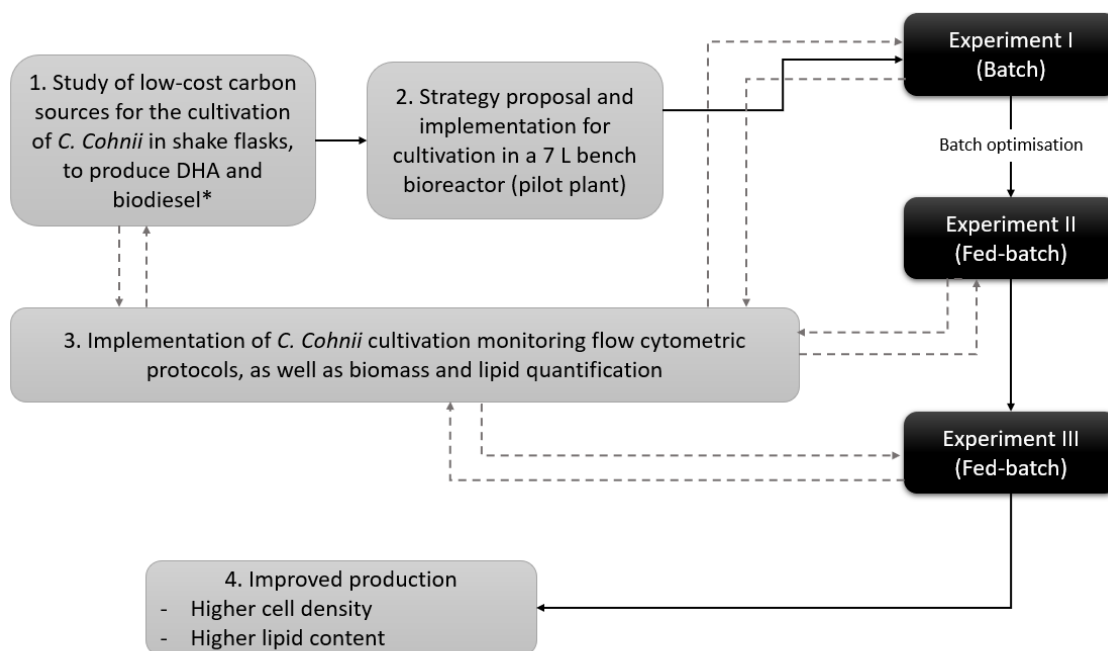 1. Study of low-cost carbon
sources for the cultivation
of C. Cohnii in shake flasks,
to produce DHA and
biodiesel*
2. Strategy proposal and
implementation for
cultivation in a 7 L bench
bioreactor (pilot plant)
Experiment I
(Batch)
Batch optimisation
Experiment II
(Fed-batch)
3. Implementation of C. Cohnii cultivation monitoring flow cytometric
protocols, as well as biomass and lipid quantification
Experiment III
(Fed-batch)
4. Improved production
- Higher cell density
- Higher lipid content